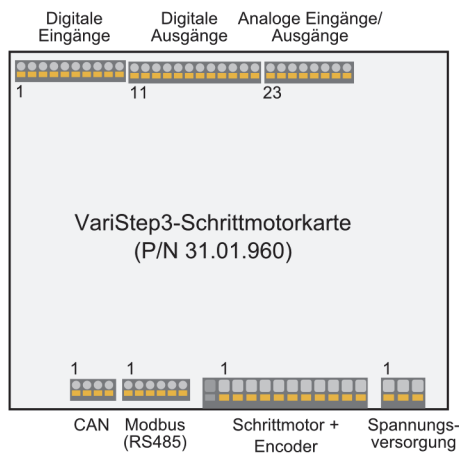 Digitale
Eingänge
Digitale
Ausgänge
Analoge Eingänge/
Ausgänge
1
11
23
VariStep3-Schrittmotorkarte
(P/N 31.01.960)
1
1
1
1
CAN
Modbus
(RS485)
Schrittmotor +
Encoder
Spannungs-
versorgung